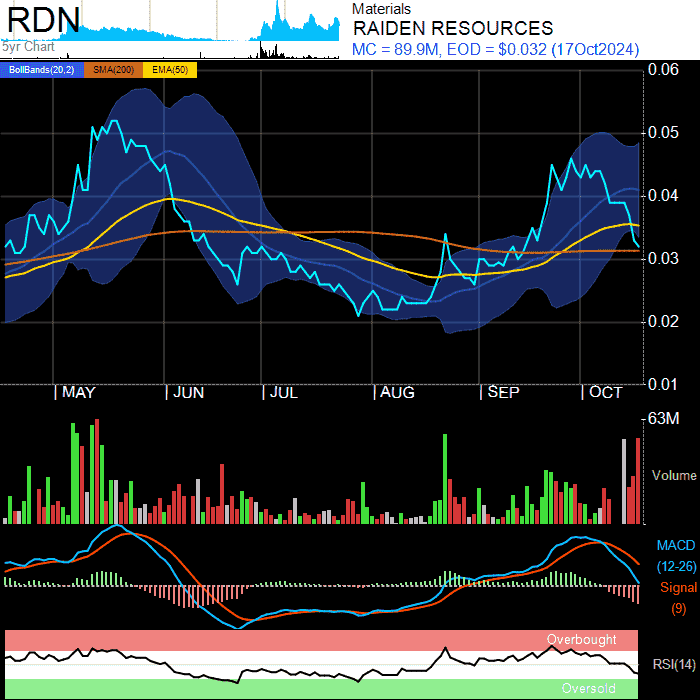 RDN
5yr Chart
Materials
RAIDEN RESOURCES
MC = 89.9M, EOD = $0.032 (17Oct2024)
BollBands(20,2) SMA(200) EMA(50)
0.06
0.05
0.04
0.03
0.02
0.01
MAY JUN JUL AUG SEP OCT
63M
Volume
MACD
(12-26)
Signal
(9)
Overbought
RSI(14)
Oversold